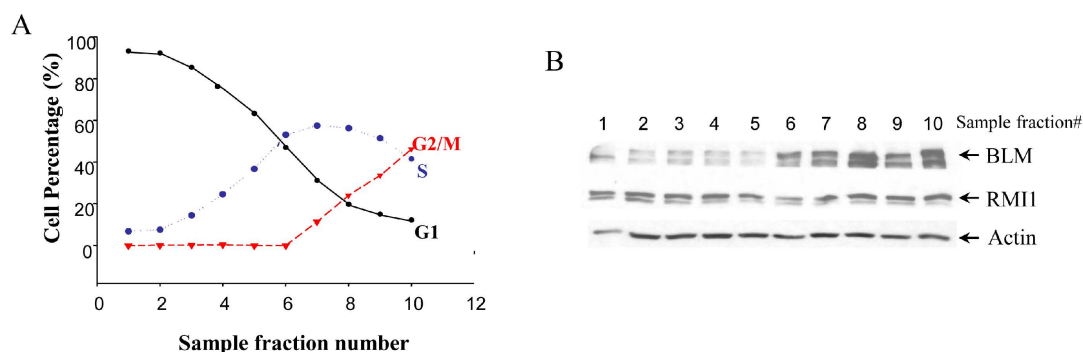 A
100
80
60
40
20
0
Cell Percentage (%)
G2/M
S
G1
0 2 4 6 8 10 12
Sample fraction number
B
1 2 3 4 5 6 7 8 9 10 Sample fraction#
BLM
RMI1
Actin